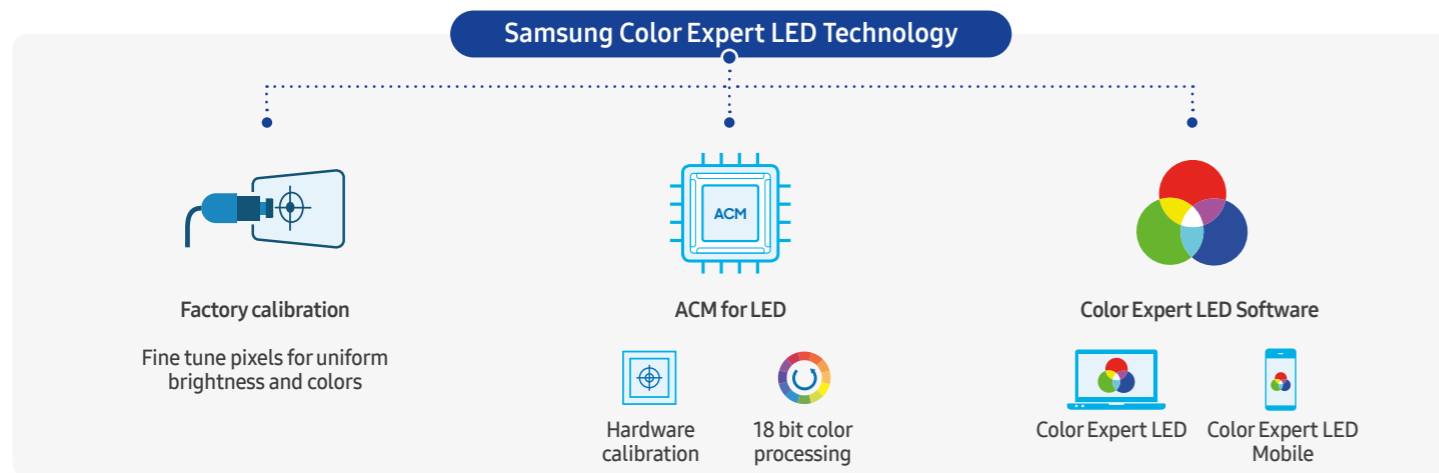 Samsung Color Expert LED Technology
ACM
Factory calibration
Fine tune pixels for uniform
brightness and colors
ACM for LED
Hardware
calibration
18 bit color
processing
Color Expert LED Software
Color Expert LED
Color Expert LED
Mobile